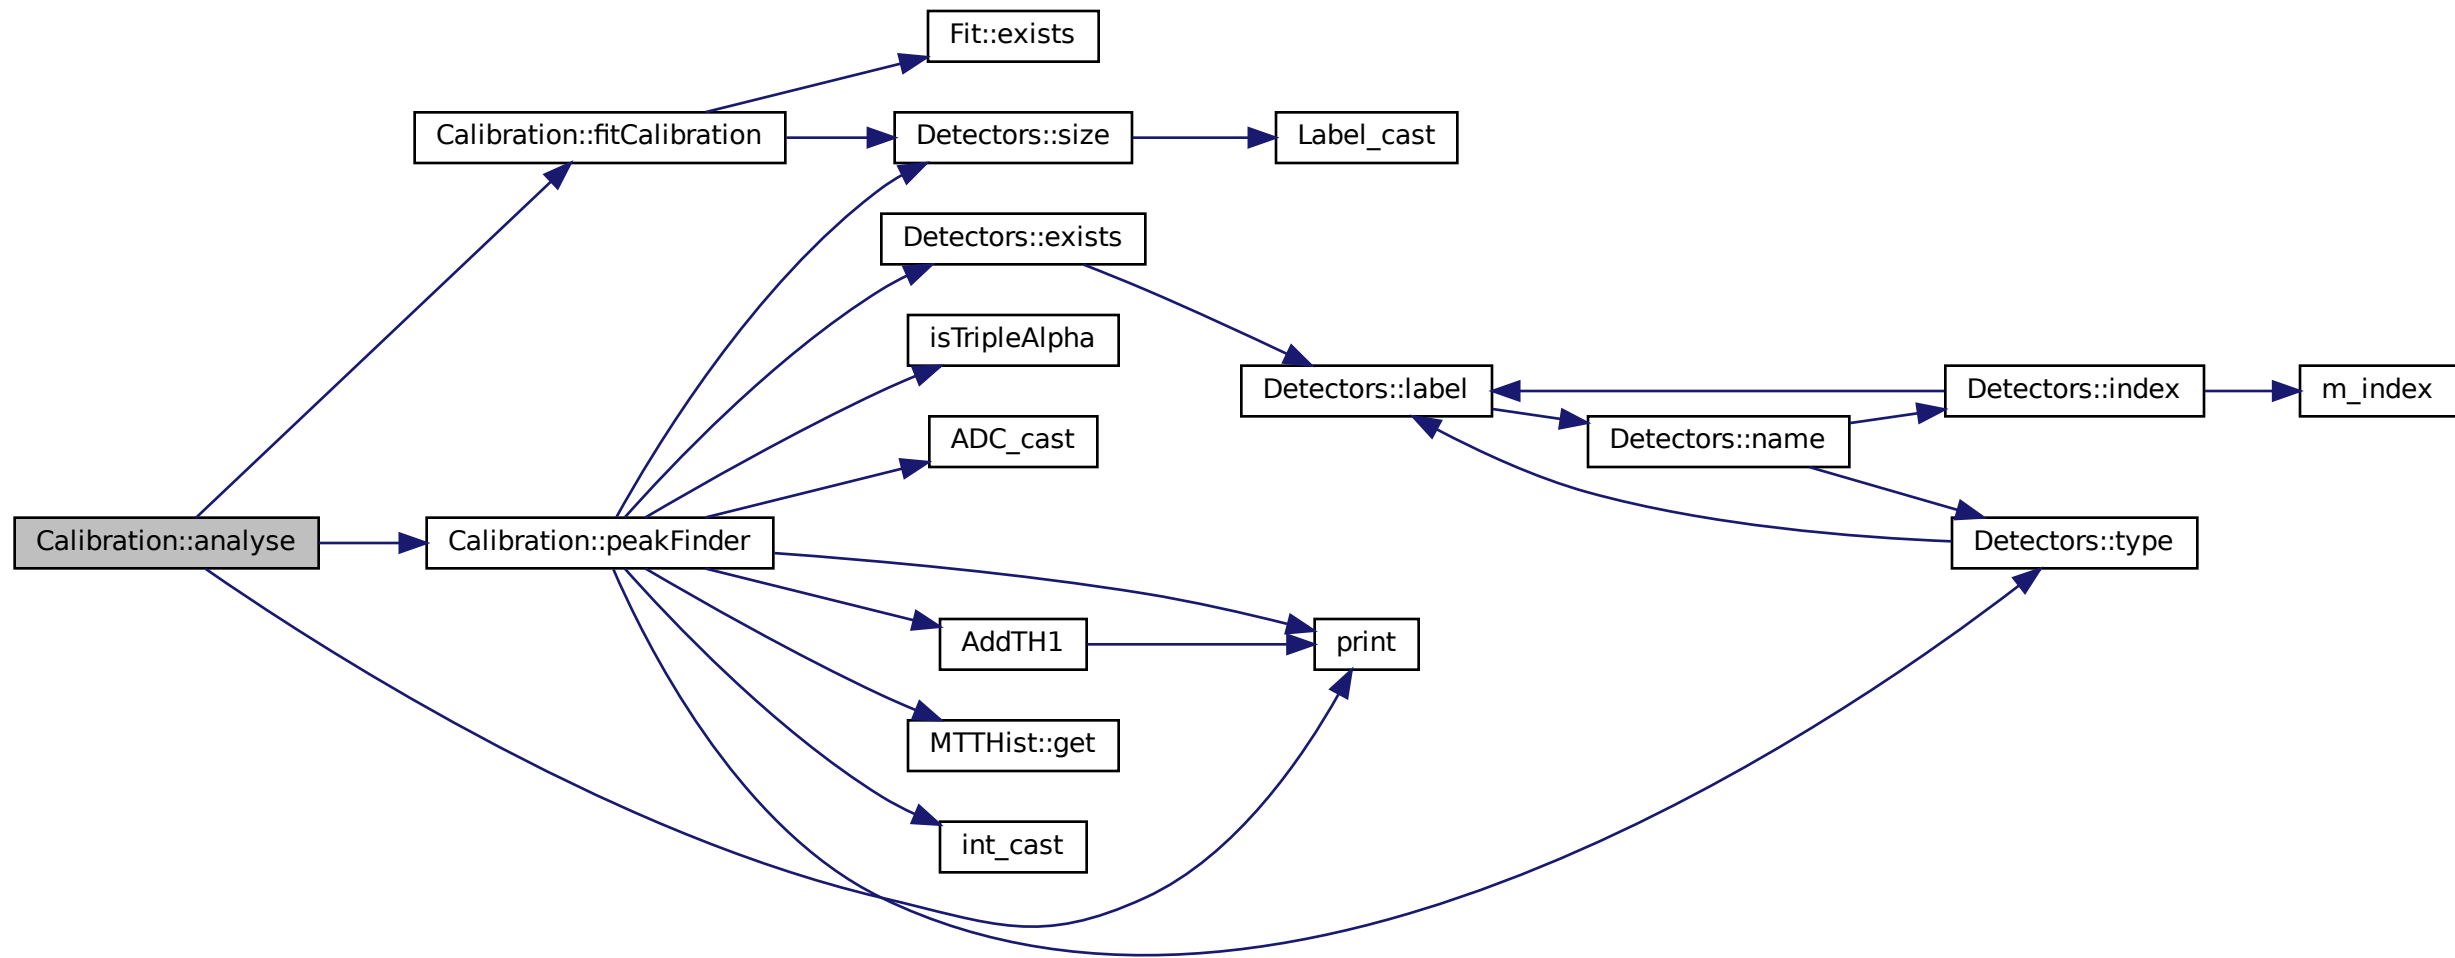 Fit::exists
Calibration::fitCalibration
Detectors::size
Label_cast
Detectors::exists
isTripleAlpha
Detectors::label
Detectors::index
m_index
ADC_cast
Detectors::name
Calibration::analyse
Calibration::peakFinder
Detectors::type
AddTH1
print
MTTHist::get
int_cast